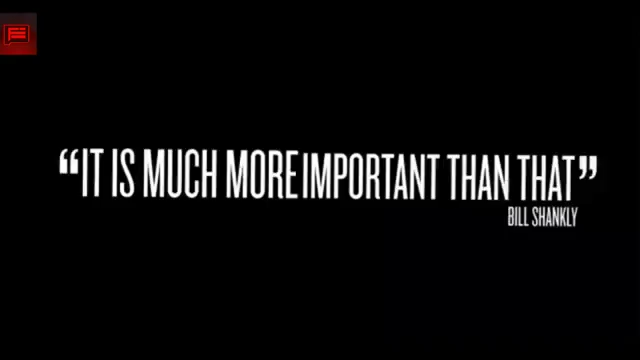 “IT IS MUCH MORE IMPORTANT THAN THAT”
BILL SHANKLY